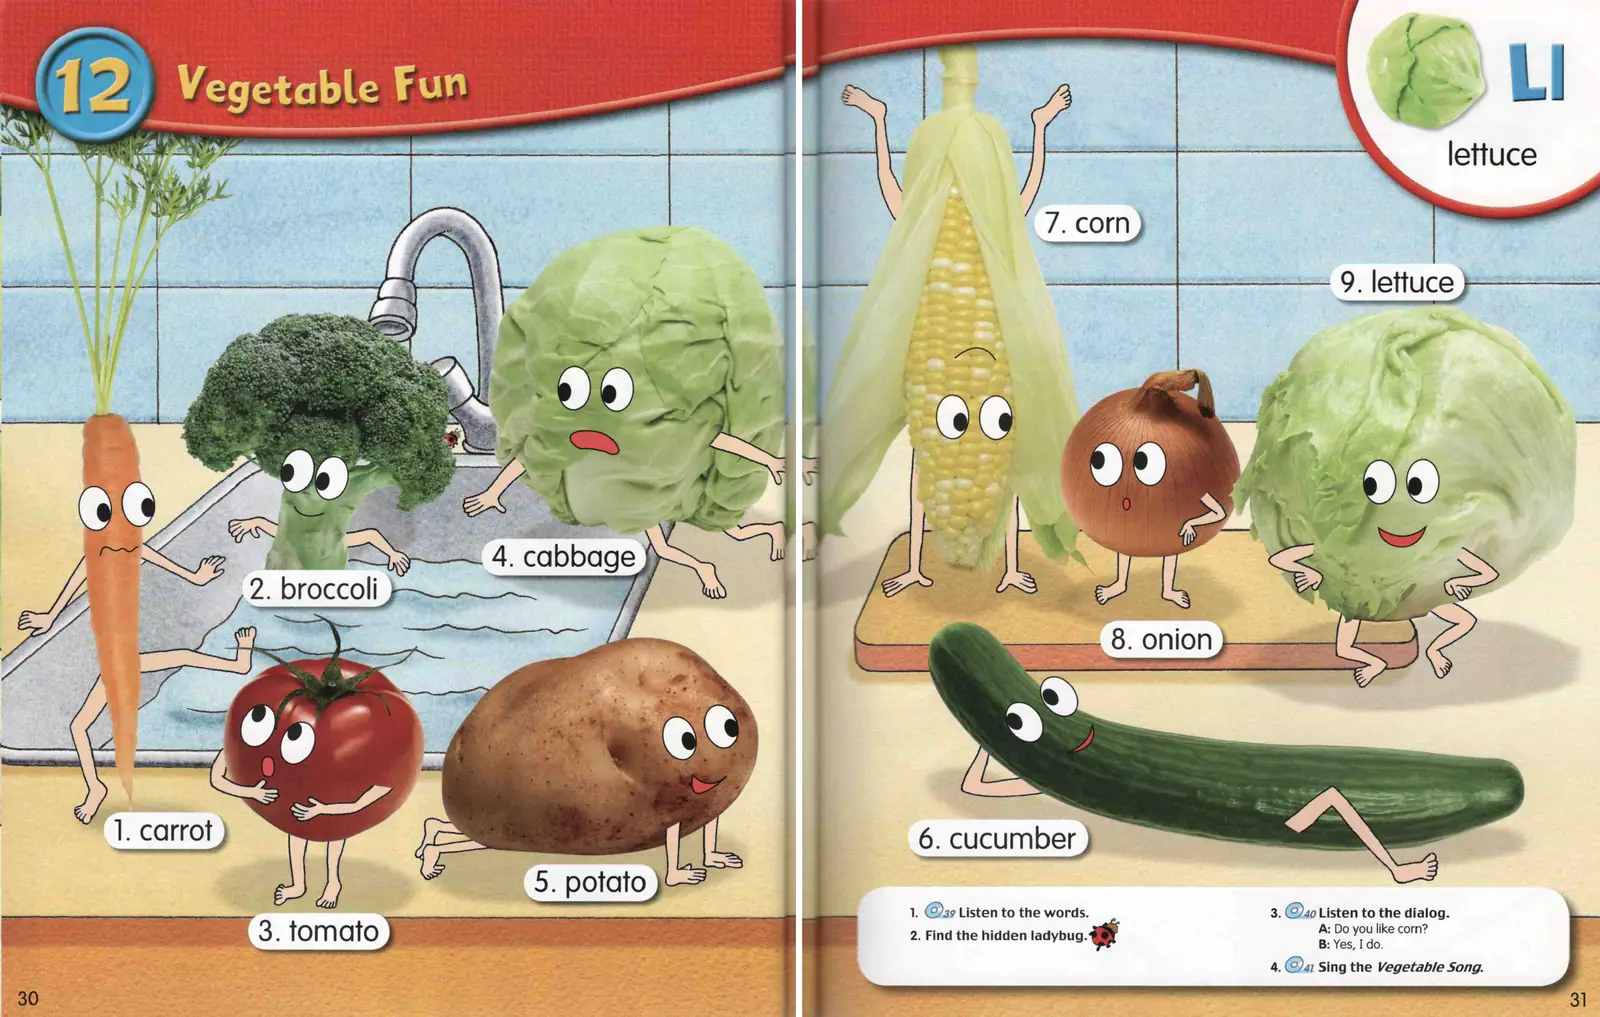 12 Vegetable Fun
1. carrot
2. broccoli
3. tomato
4. cabbage
5. potato
30
Ll
lettuce
7. corn
9. lettuce
8. onion
6. cucumber
1. 39 Listen to the words.
2. Find the hidden ladybug.
3. 40 Listen to the dialog.
A: Do you like corn?
B: Yes, I do.
4. 41 Sing the Vegetable Song.
31